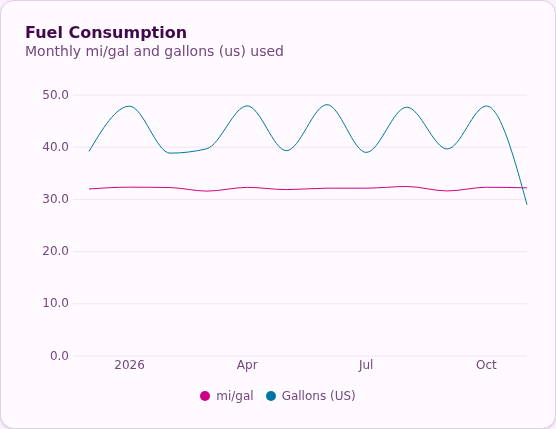 Fuel Consumption
Monthly mi/gal and gallons (us) used
50.0
40.0
30.0
20.0
10.0
0.0
2026 Apr Jul Oct
mi/gal Gallons (US)